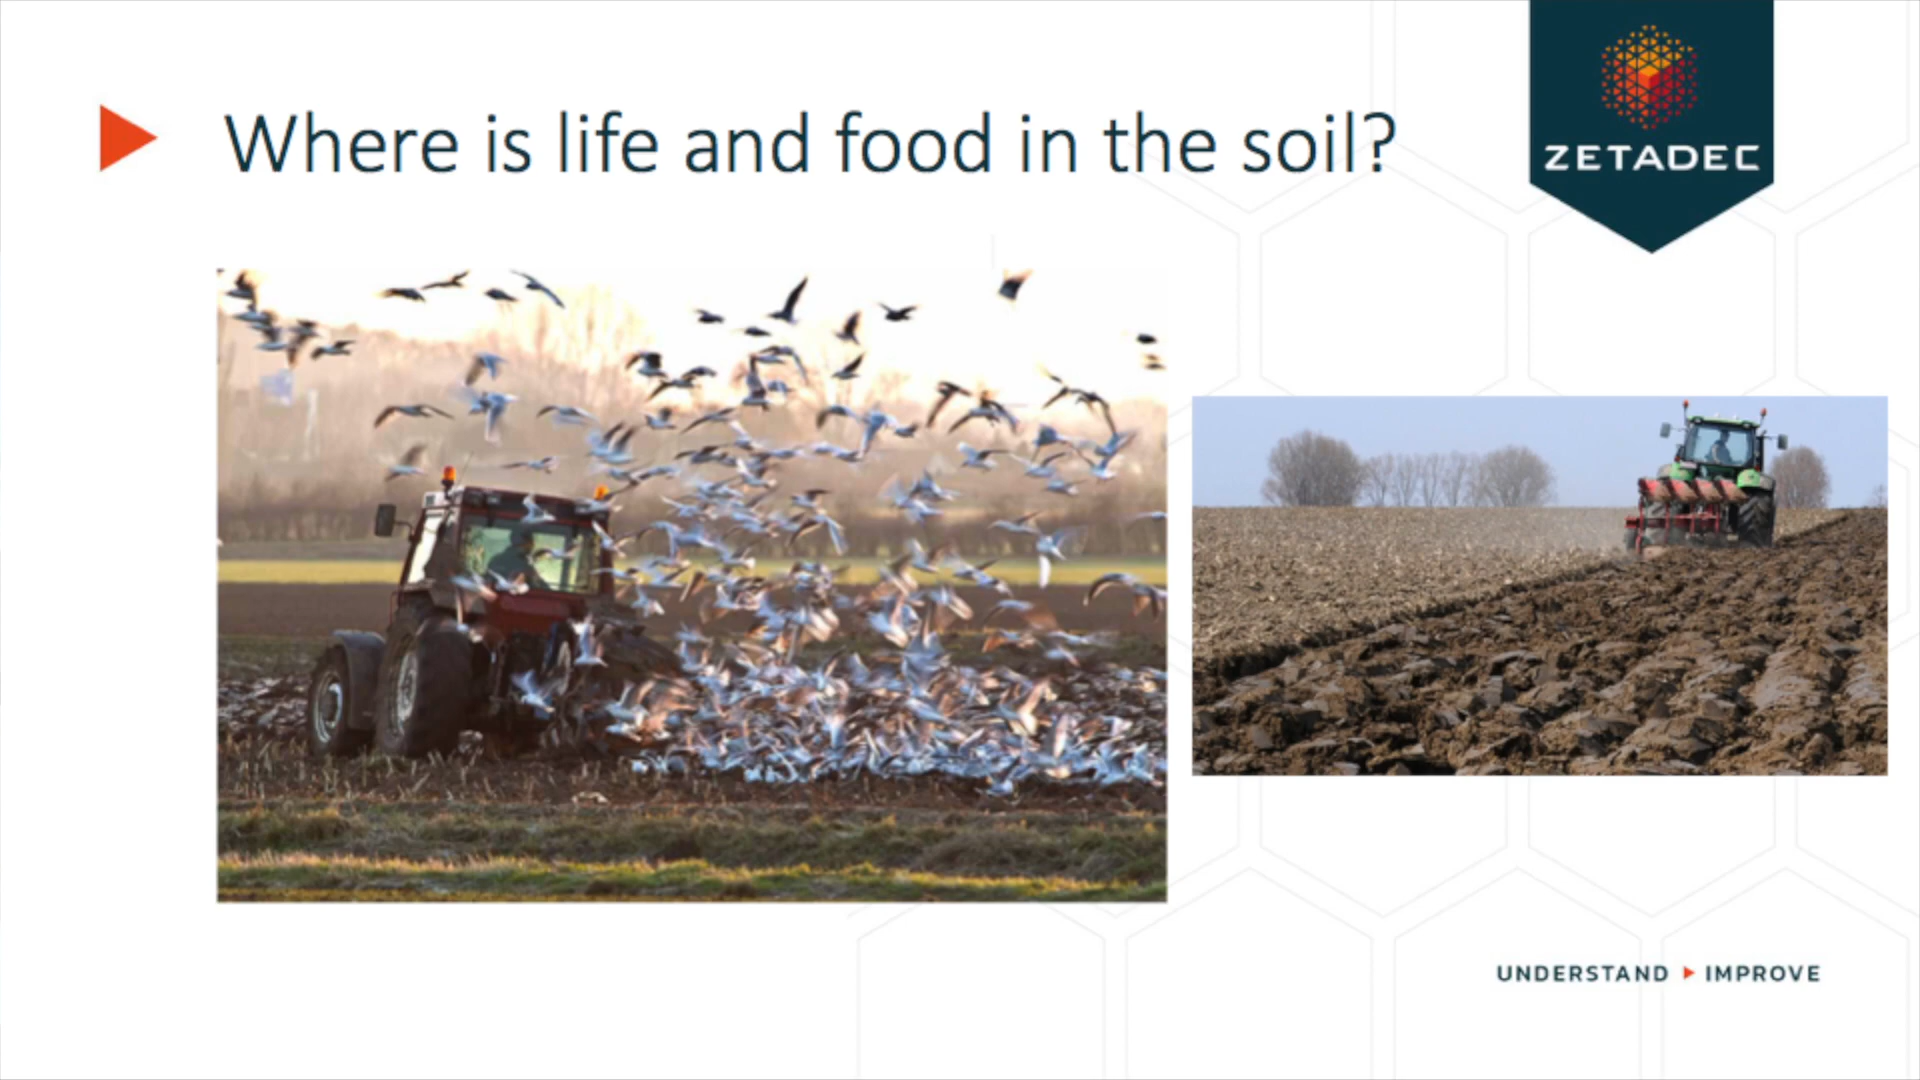 Where is life and food in the soil?
ZETADEC
UNDERSTAND ▶ IMPROVE